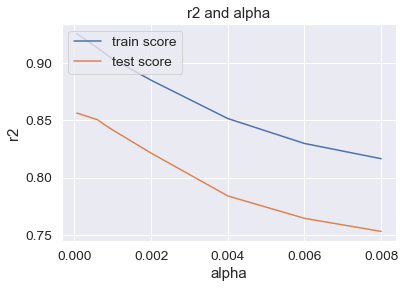 r2 and alpha
train score
test score
r2
0.90
0.85
0.80
0.75
0.000
0.002
0.004
0.006
0.008
alpha